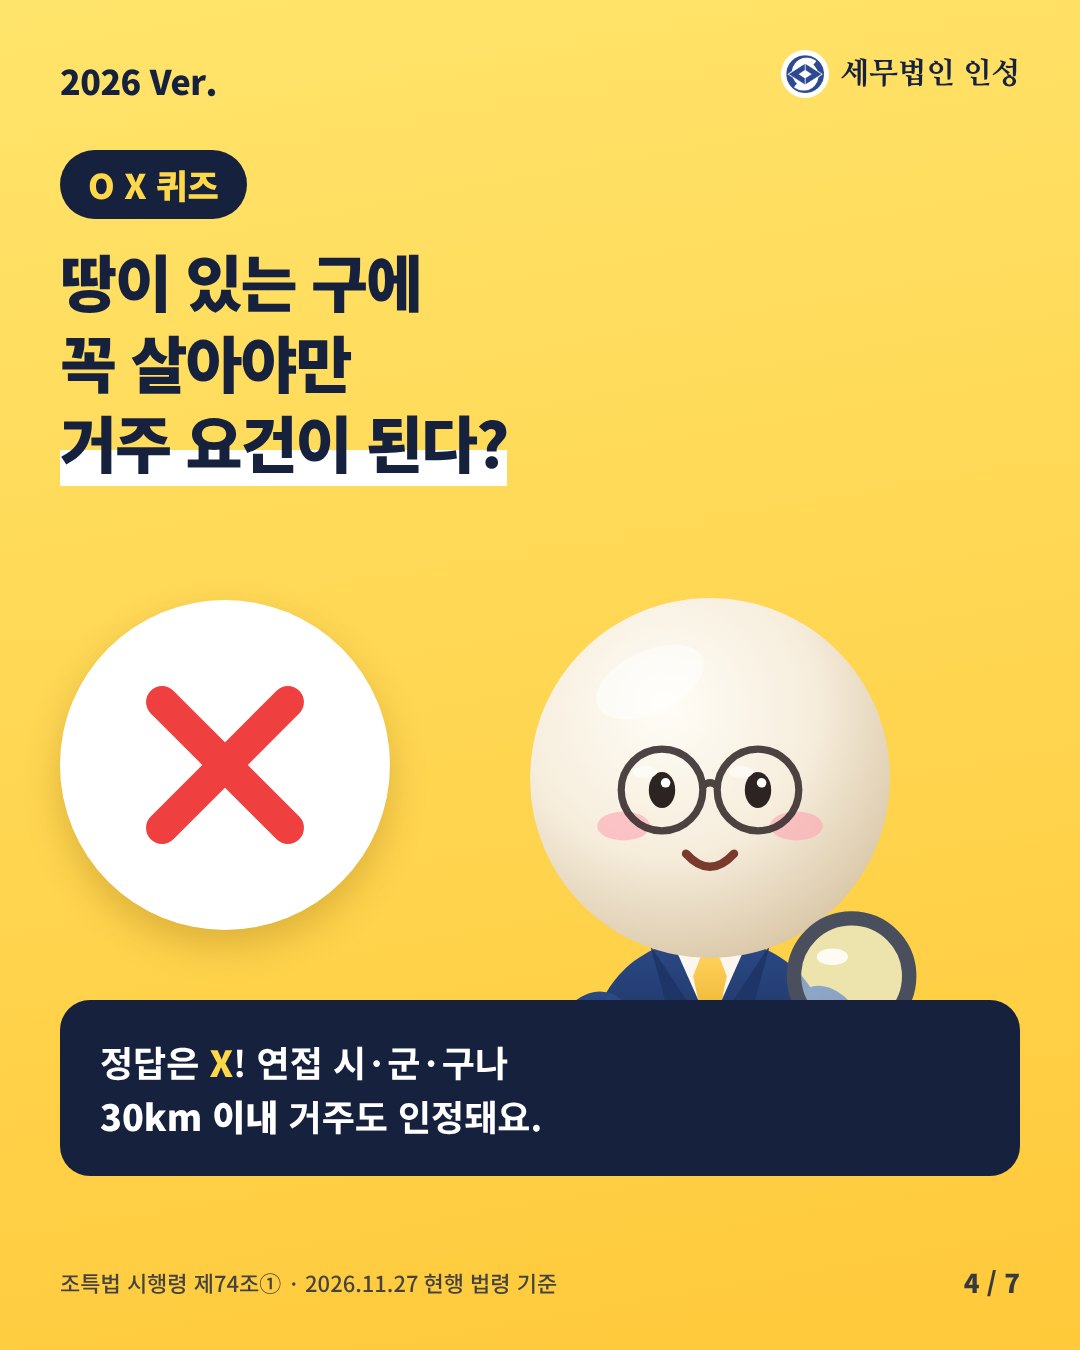 2026 Ver.
세무법인 인성
O X 퀴즈
땅이 있는 구에
꼭 살아야만
거주 요건이 된다?
정답은 X! 연접 시·군·구나
30km 이내 거주도 인정돼요.
조특법 시행령 제74조① · 2026.11.27 현행 법령 기준
4 / 7